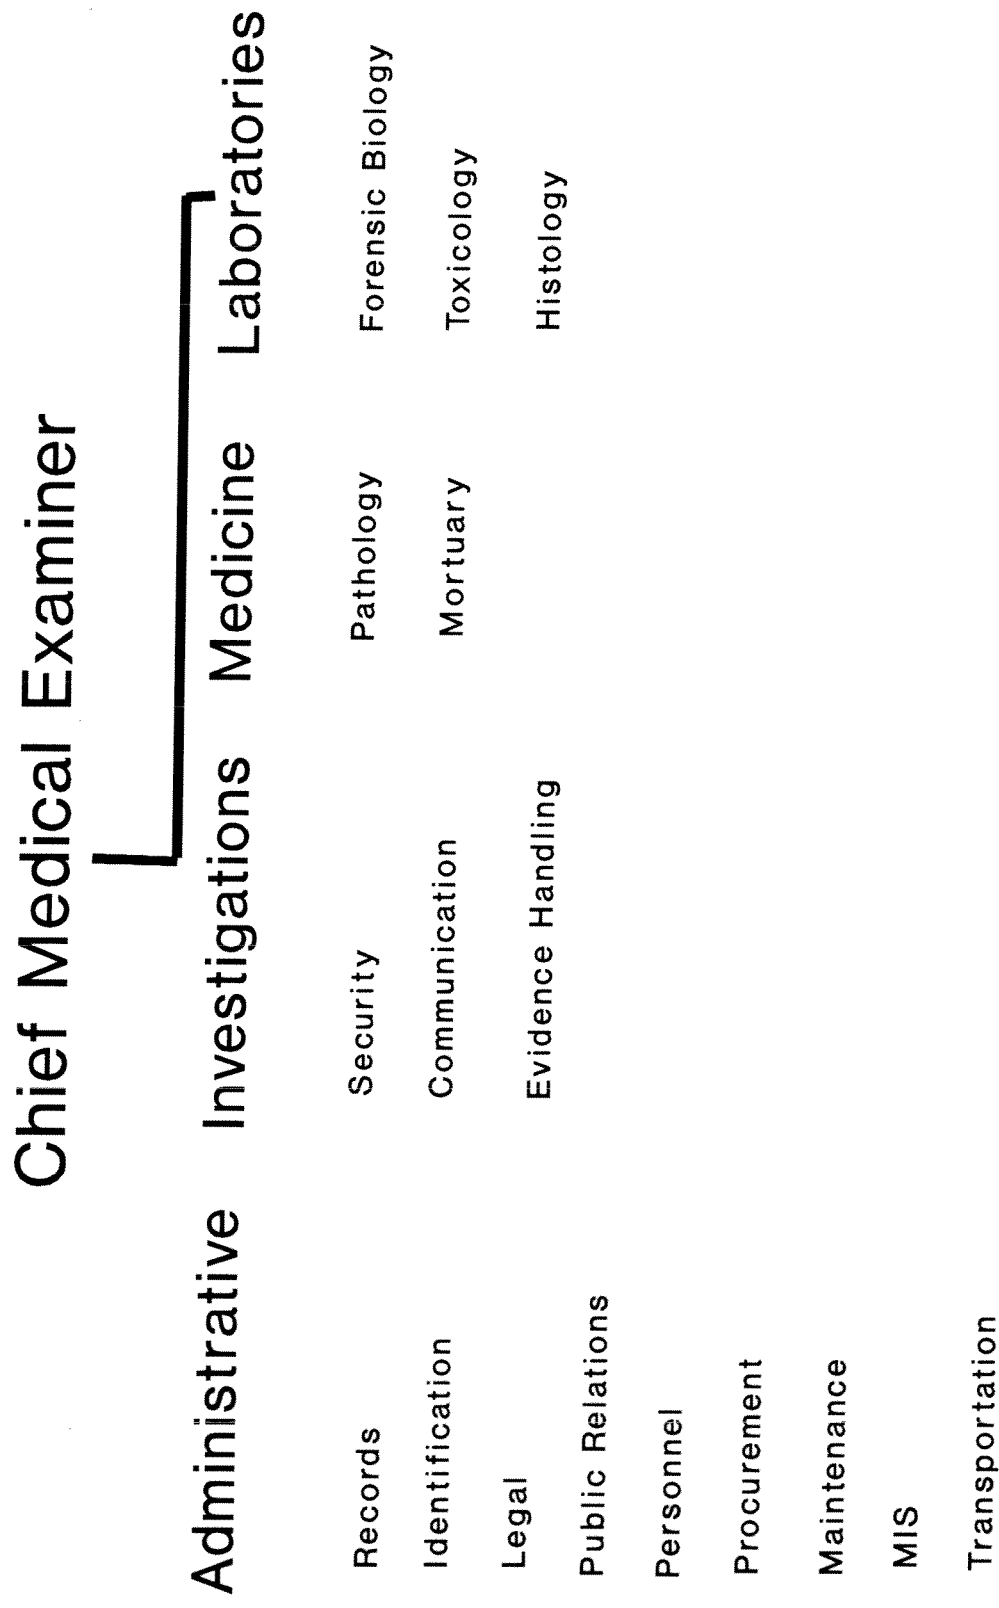 Chief Medical Examiner
Administrative
Records
Identification
Legal
Public Relations
Personnel
Procurement
Maintenance
MIS
Transportation
Investigations
Security
Communication
Evidence Handling
Medicine
Pathology
Mortuary
Laboratories
Forensic Biology
Toxicology
Histology